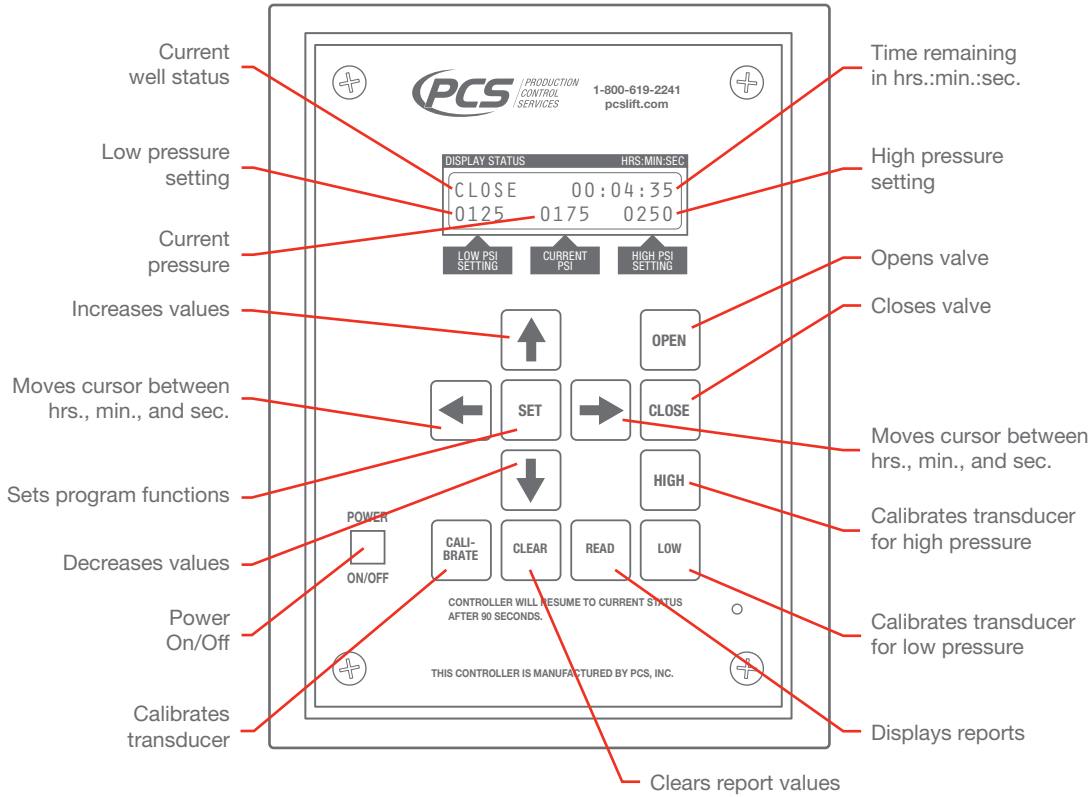 Current
well status
Low pressure
setting
Current
pressure
Increases values
Moves cursor between
hrs., min., and sec.
Sets program functions
Decreases values
Power
On/Off
Calibrates
transducer
PCS
PRODUCTION
CONTROL
SERVICES
1-800-619-2241
pcslift.com
DISPLAY STATUS HRS:MIN:SEC
CLOSE 00:04:35
0125 0175 0250
LOW PSI
SETTING
CURRENT
PSI
HIGH PSI
SETTING
OPEN
SET
CLOSE
HIGH
POWER
ON/OFF
CALI-
BRATE
CLEAR
READ
LOW
CONTROLLER WILL RESUME TO CURRENT STATUS
AFTER 90 SECONDS.
THIS CONTROLLER IS MANUFACTURED BY PCS, INC.
Time remaining
in hrs.:min.:sec.
High pressure
setting
Opens valve
Closes valve
Moves cursor between
hrs., min., and sec.
Calibrates transducer
for high pressure
Calibrates transducer
for low pressure
Displays reports
Clears report values